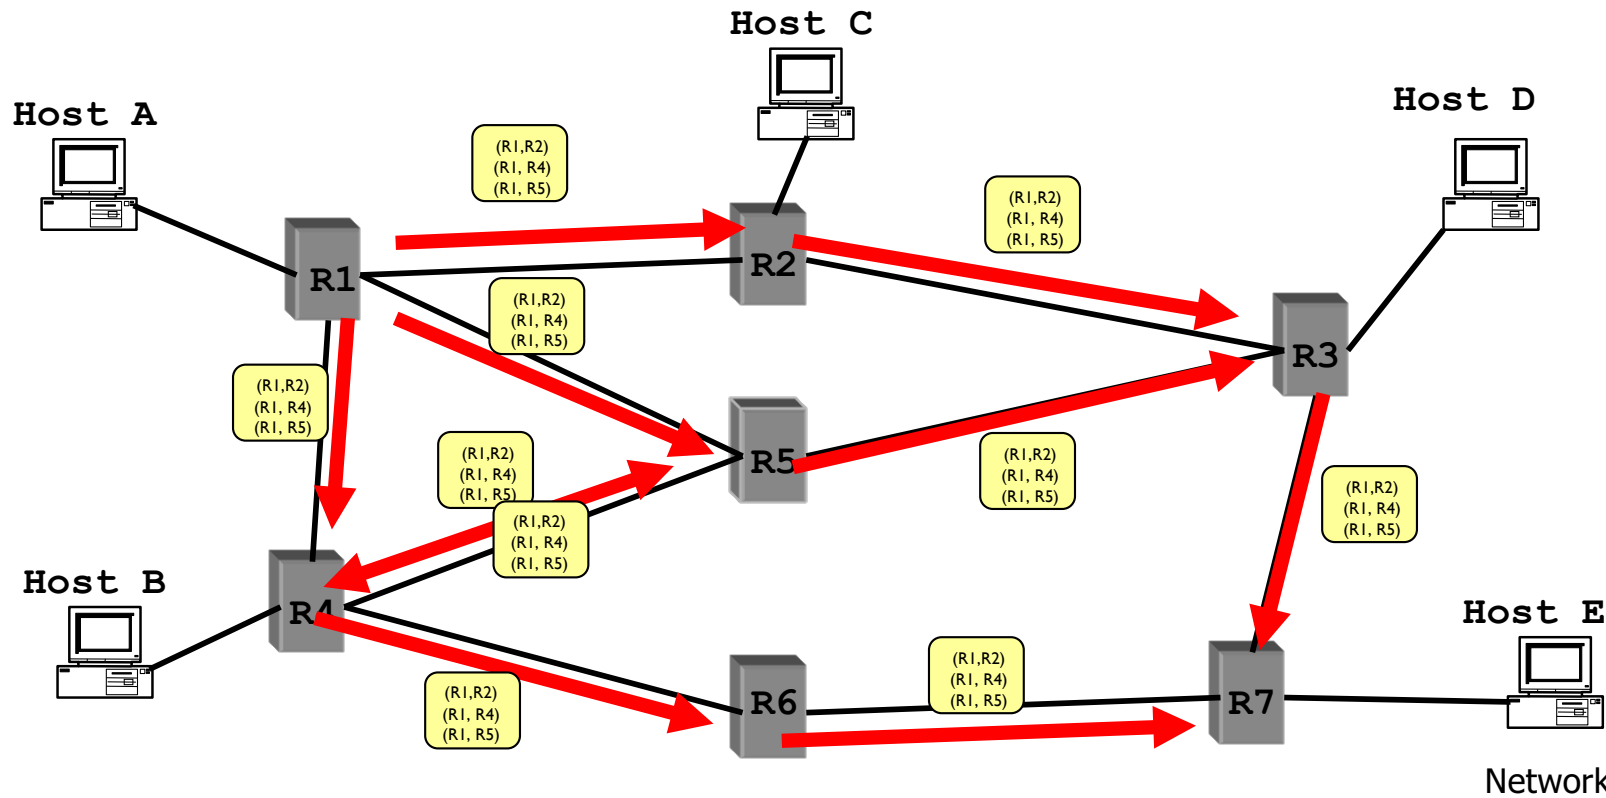 Host C
Host A
Host D
(R1,R2)
(R1, R4)
(R1, R5)
(R1,R2)
(R1, R4)
(R1, R5)
R1
R2
(R1,R2)
(R1, R4)
(R1, R5)
R3
(R1,R2)
(R1, R4)
(R1, R5)
(R1,R2)
(R1, R4)
(R1, R5)
R5
(R1,R2)
(R1, R4)
(R1, R5)
(R1,R2)
(R1, R4)
(R1, R5)
(R1,R2)
(R1, R4)
(R1, R5)
Host B
R4
Host E
(R1,R2)
(R1, R4)
(R1, R5)
R6
(R1,R2)
(R1, R4)
(R1, R5)
R7
Network